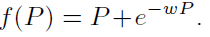 f(P) = P+e^{-wP}.